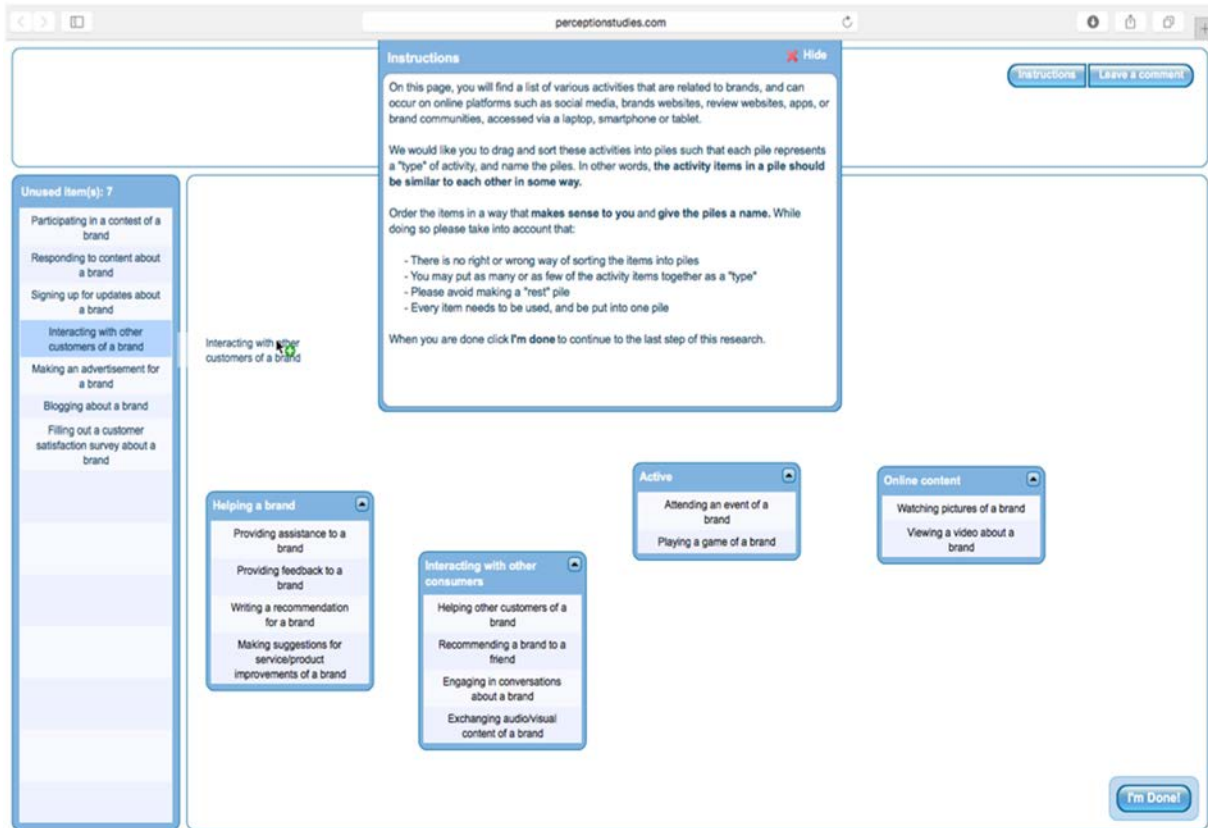 perceptionstudies.com
Instructions
Hide
On this page, you will find a list of various activities that are related to brands, and can
occur on online platforms such as social media, brands websites, review websites, apps, or
brand communities, accessed via a laptop, smartphone or tablet.
We would like you to drag and sort these activities into piles such that each pile represents
a "type" of activity, and name the piles. In other words, the activity items in a pile should
be similar to each other in some way.
Order the items in a way that makes sense to you and give the piles a name. While
doing so please take into account that:
- There is no right or wrong way of sorting the items into piles
- You may put as many or as few of the activity items together as a "type"
- Please avoid making a "rest" pile
- Every item needs to be used, and be put into one pile
When you are done click I'm done to continue to the last step of this research.
Instructions
Leave a comment
Unused item(s): 7
Participating in a contest of a
brand
Responding to content about
a brand
Signing up for updates about
a brand
Interacting with other
customers of a brand
Making an advertisement for
a brand
Blogging about a brand
Filling out a customer
satisfaction survey about a
brand
Interacting with other
customers of a brand
Helping a brand
Providing assistance to a
brand
Providing feedback to a
brand
Writing a recommendation
for a brand
Making suggestions for
service/product
improvements of a brand
Interacting with other
consumers
Helping other customers of a
brand
Recommending a brand to a
friend
Engaging in conversations
about a brand
Exchanging audio/visual
content of a brand
Active
Attending an event of a
brand
Playing a game of a brand
Online content
Watching pictures of a brand
Viewing a video about a
brand
I'm Done!